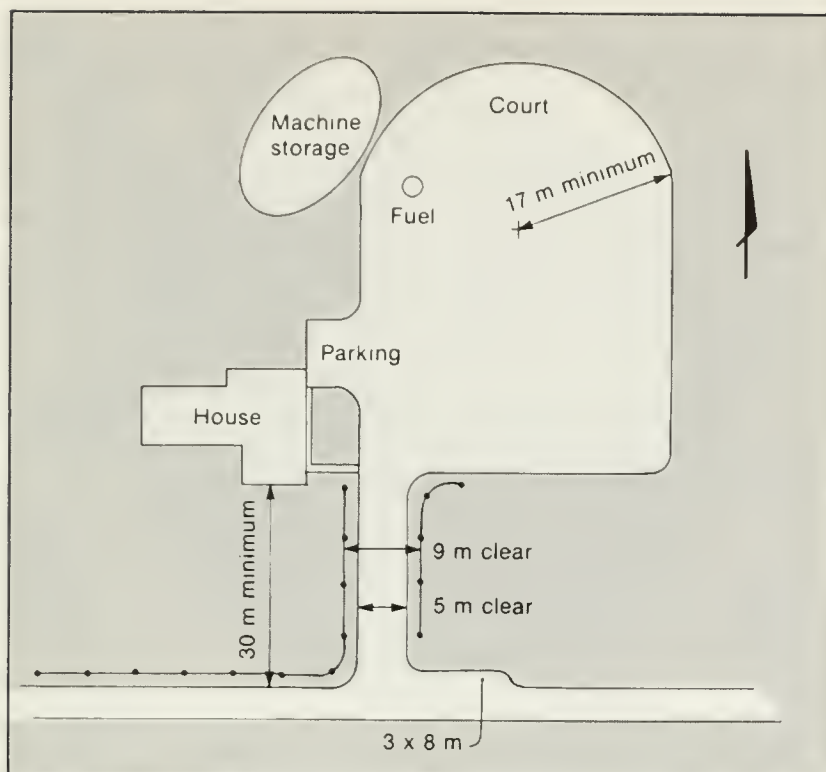 Court
Machine
storage
17 m minimum
Fuel
Parking
House
30 m minimum
9 m clear
5 m clear
3 x 8 m